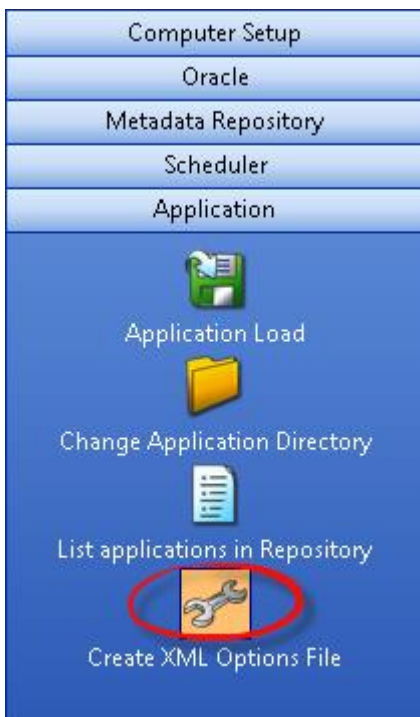 Computer Setup
Oracle
Metadata Repository
Scheduler
Application
Application Load
Change Application Directory
List applications in Repository
Create XML Options File